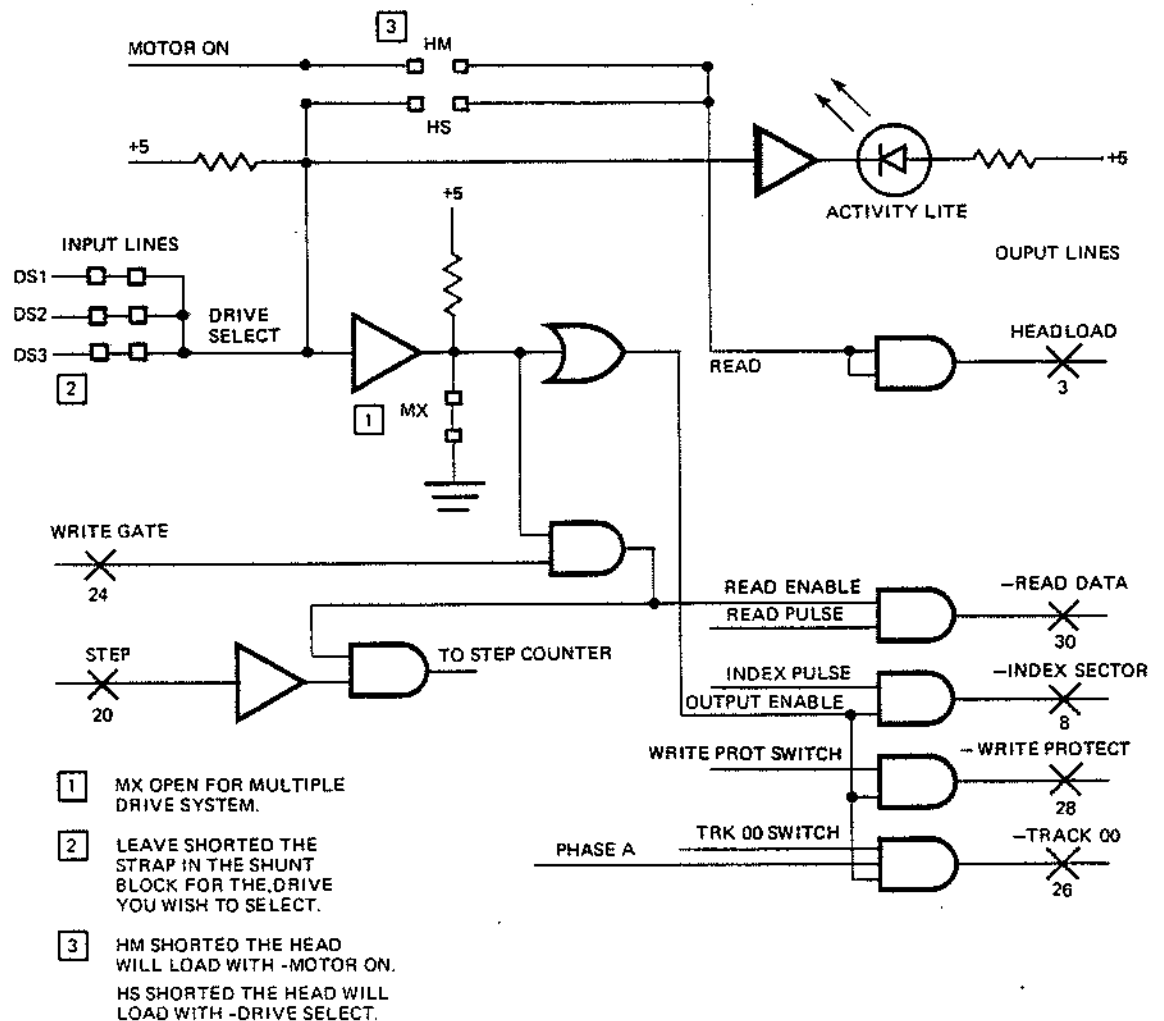 3
HM
MOTOR ON
HS
+5
+5
ACTIVITY LITE
+5
INPUT LINES
OUPUT LINES
DS1
DS2
DS3
DRIVE
SELECT
HEADLOAD
READ
3
2
1
MX
WRITE GATE
24
READ ENABLE
READ PULSE
–READ DATA
30
STEP
20
TO STEP COUNTER
INDEX PULSE
OUTPUT ENABLE
–INDEX SECTOR
8
WRITE PROT SWITCH
– WRITE PROTECT
28
TRK 00 SWITCH
PHASE A
–TRACK 00
26
1 MX OPEN FOR MULTIPLE
DRIVE SYSTEM.
2 LEAVE SHORTED THE
STRAP IN THE SHUNT
BLOCK FOR THE.DRIVE
YOU WISH TO SELECT.
3 HM SHORTED THE HEAD
WILL LOAD WITH -MOTOR ON.
HS SHORTED THE HEAD WILL
LOAD WITH -DRIVE SELECT.